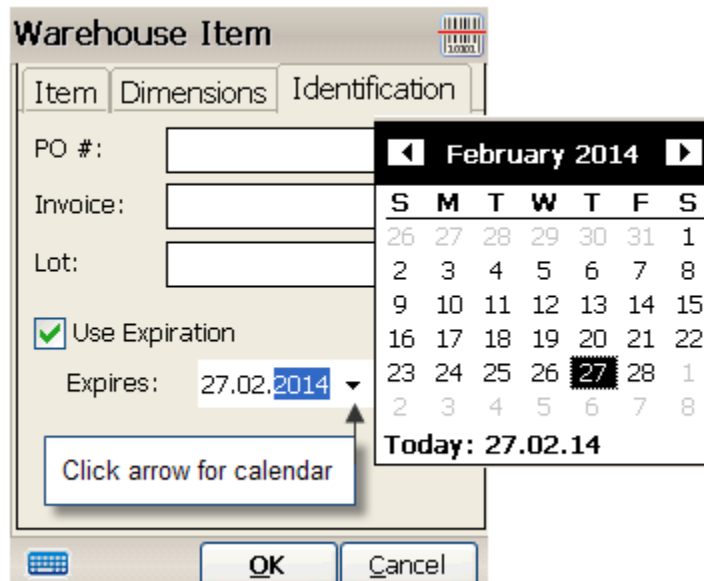 Warehouse Item
Item Dimensions Identification
PO #:
Invoice:
Lot:
Use Expiration
Expires: 27.02.2014
Click arrow for calendar
OK Cancel
February 2014
S M T W T F S
26 27 28 29 30 31 1
2 3 4 5 6 7 8
9 10 11 12 13 14 15
16 17 18 19 20 21 22
23 24 25 26 27 28 1
2 3 4 5 6 7 8
Today: 27.02.14